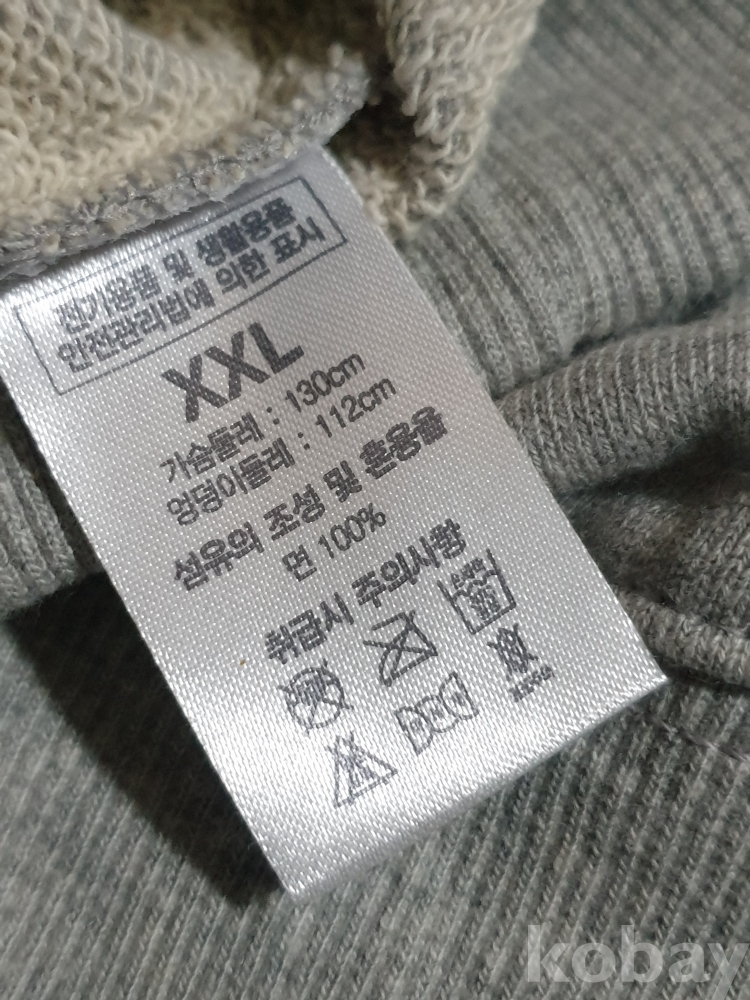 전기용품 및 생활용품
안전관리법에 의한 표시
XXL
가슴둘레 : 130cm
엉덩이둘레 : 112cm
섬유의 조성 및 혼용율
면 100%
취급시 주의사항
kobay